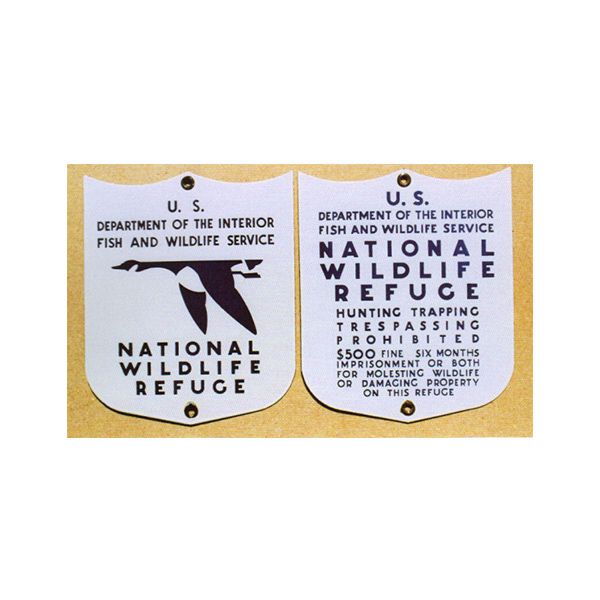 U. S.
DEPARTMENT OF THE INTERIOR
FISH AND WILDLIFE SERVICE
NATIONAL
WILDLIFE
REFUGE
U. S.
DEPARTMENT OF THE INTERIOR
FISH AND WILDLIFE SERVICE
NATIONAL
WILDLIFE
REFUGE
HUNTING TRAPPING
TRESPASSING
PROHIBITED
$500 FINE SIX MONTHS
IMPRISONMENT OR BOTH
FOR MOLESTING WILDLIFE
OR DAMAGING PROPERTY
ON THIS REFUGE